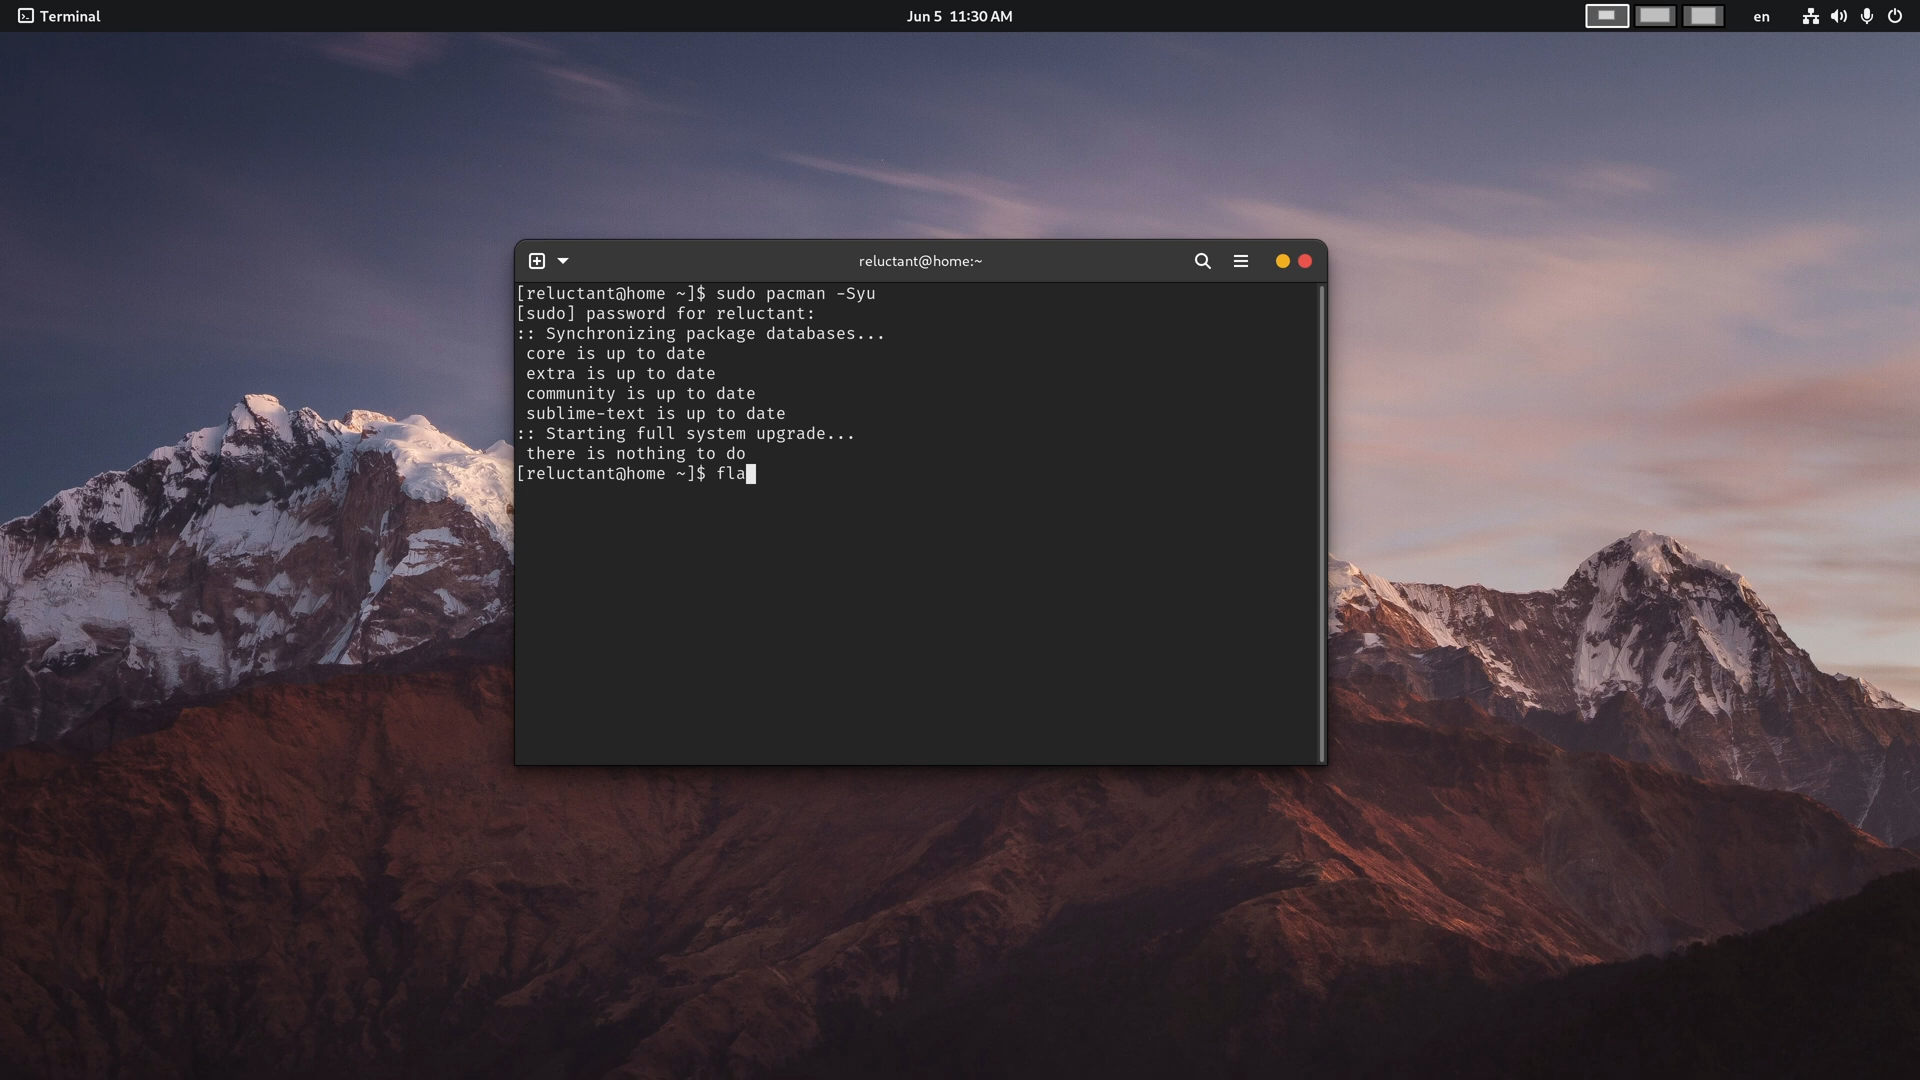 Terminal
Jun 5 11:30 AM
en
reluctant@home:~
[reluctant@home ~]$ sudo pacman -Syu
[sudo] password for reluctant:
:: Synchronizing package databases...
core is up to date
extra is up to date
community is up to date
sublime-text is up to date
:: Starting full system upgrade...
there is nothing to do
[reluctant@home ~]$ fla